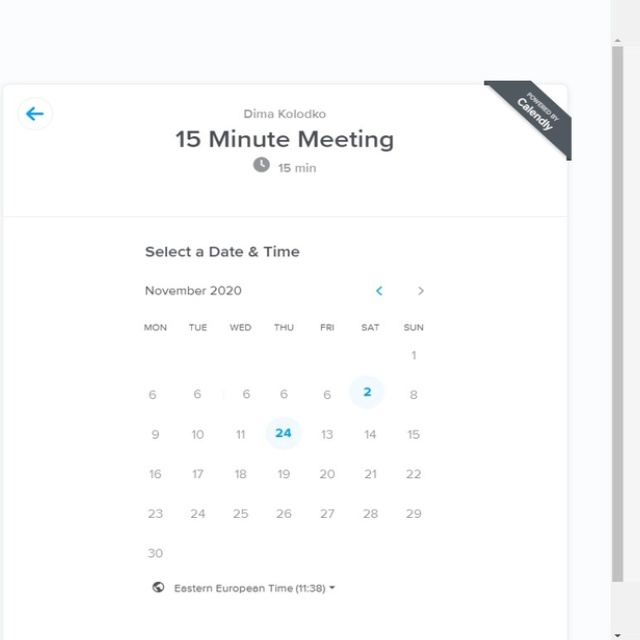 POWERED BY
Calendly
Dima Kolodko
15 Minute Meeting
15 min
Select a Date & Time
November 2020
MON TUE WED THU FRI SAT SUN
1
6 6 6 6 6 2 8
9 10 11 24 13 14 15
16 17 18 19 20 21 22
23 24 25 26 27 28 29
30
Eastern European Time (11:38)